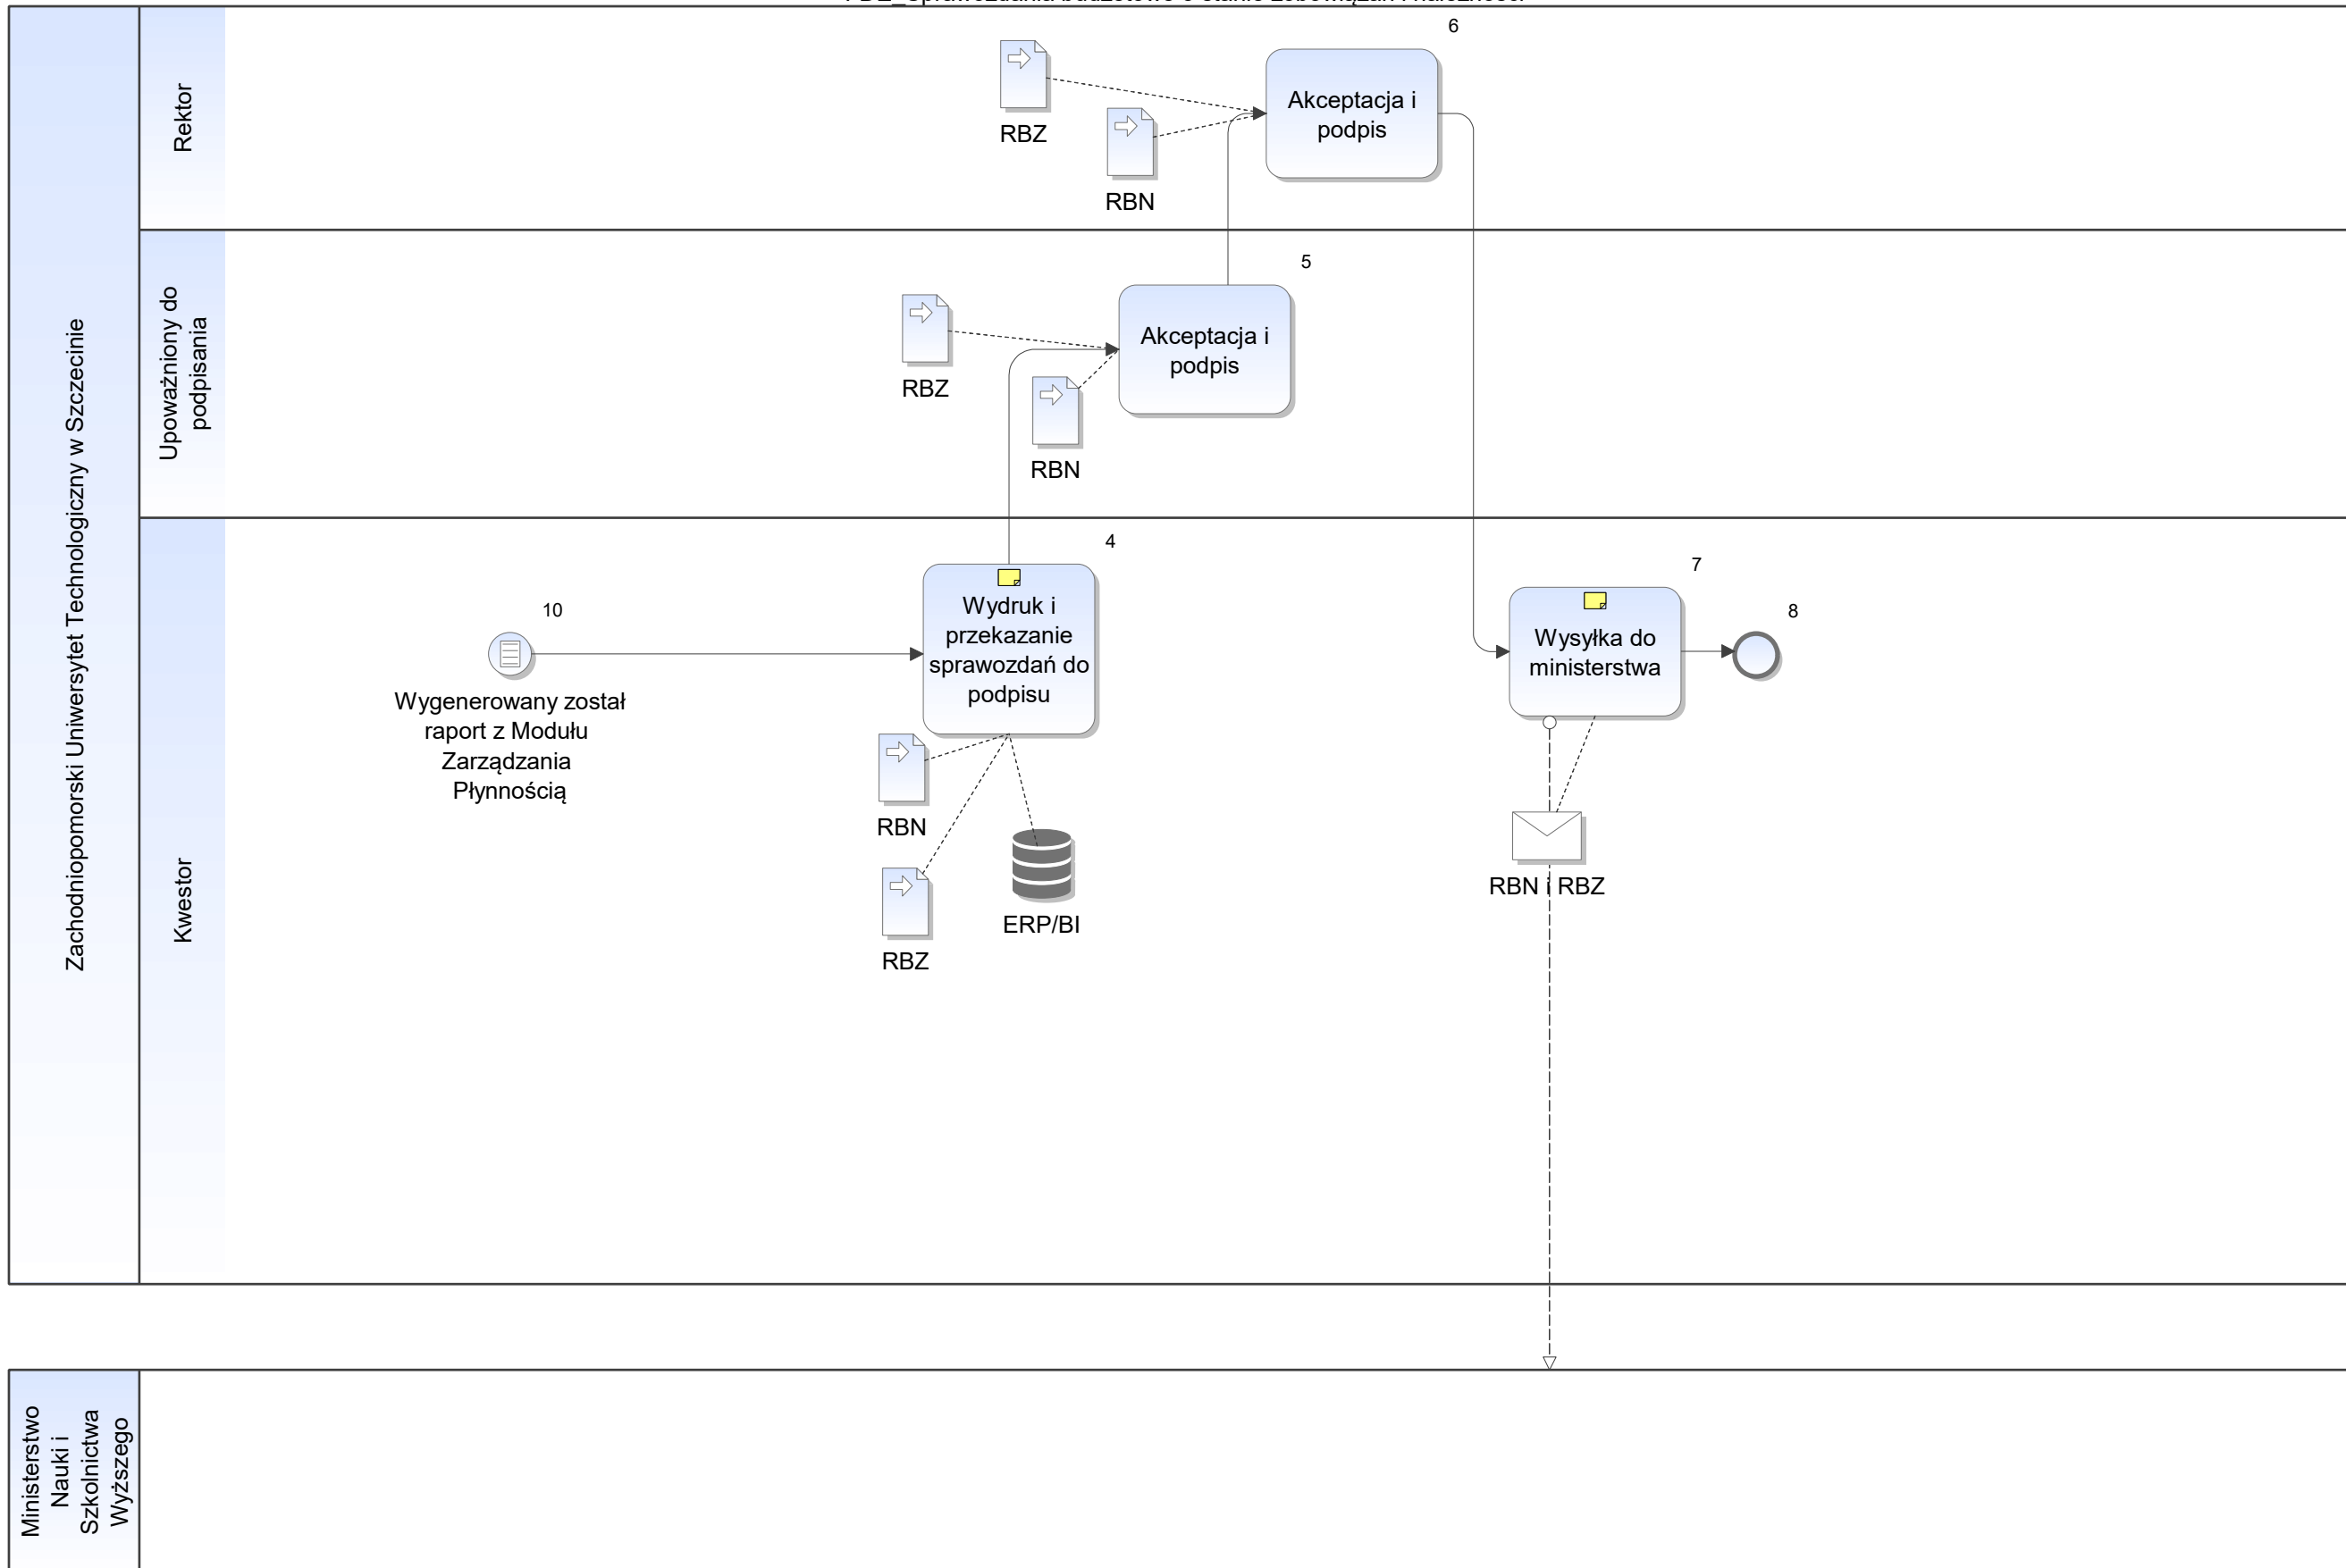 Zachodniopomorski Uniwersytet Technologiczny w Szczecinie
Rektor
6
Akceptacja i
podpis
RBZ
RBN
Upoważniony do
podpisania
5
Akceptacja i
podpis
RBZ
RBN
Kwestor
10
Wygenerowany został
raport z Modułu
Zarządzania
Płynnością
4
Wydruk i
przekazanie
sprawozdań do
podpisu
RBN
RBZ
ERP/BI
7
Wysyłka do
ministerstwa
8
RBN i RBZ
Ministerstwo
Nauki i
Szkolnictwa
Wyższego